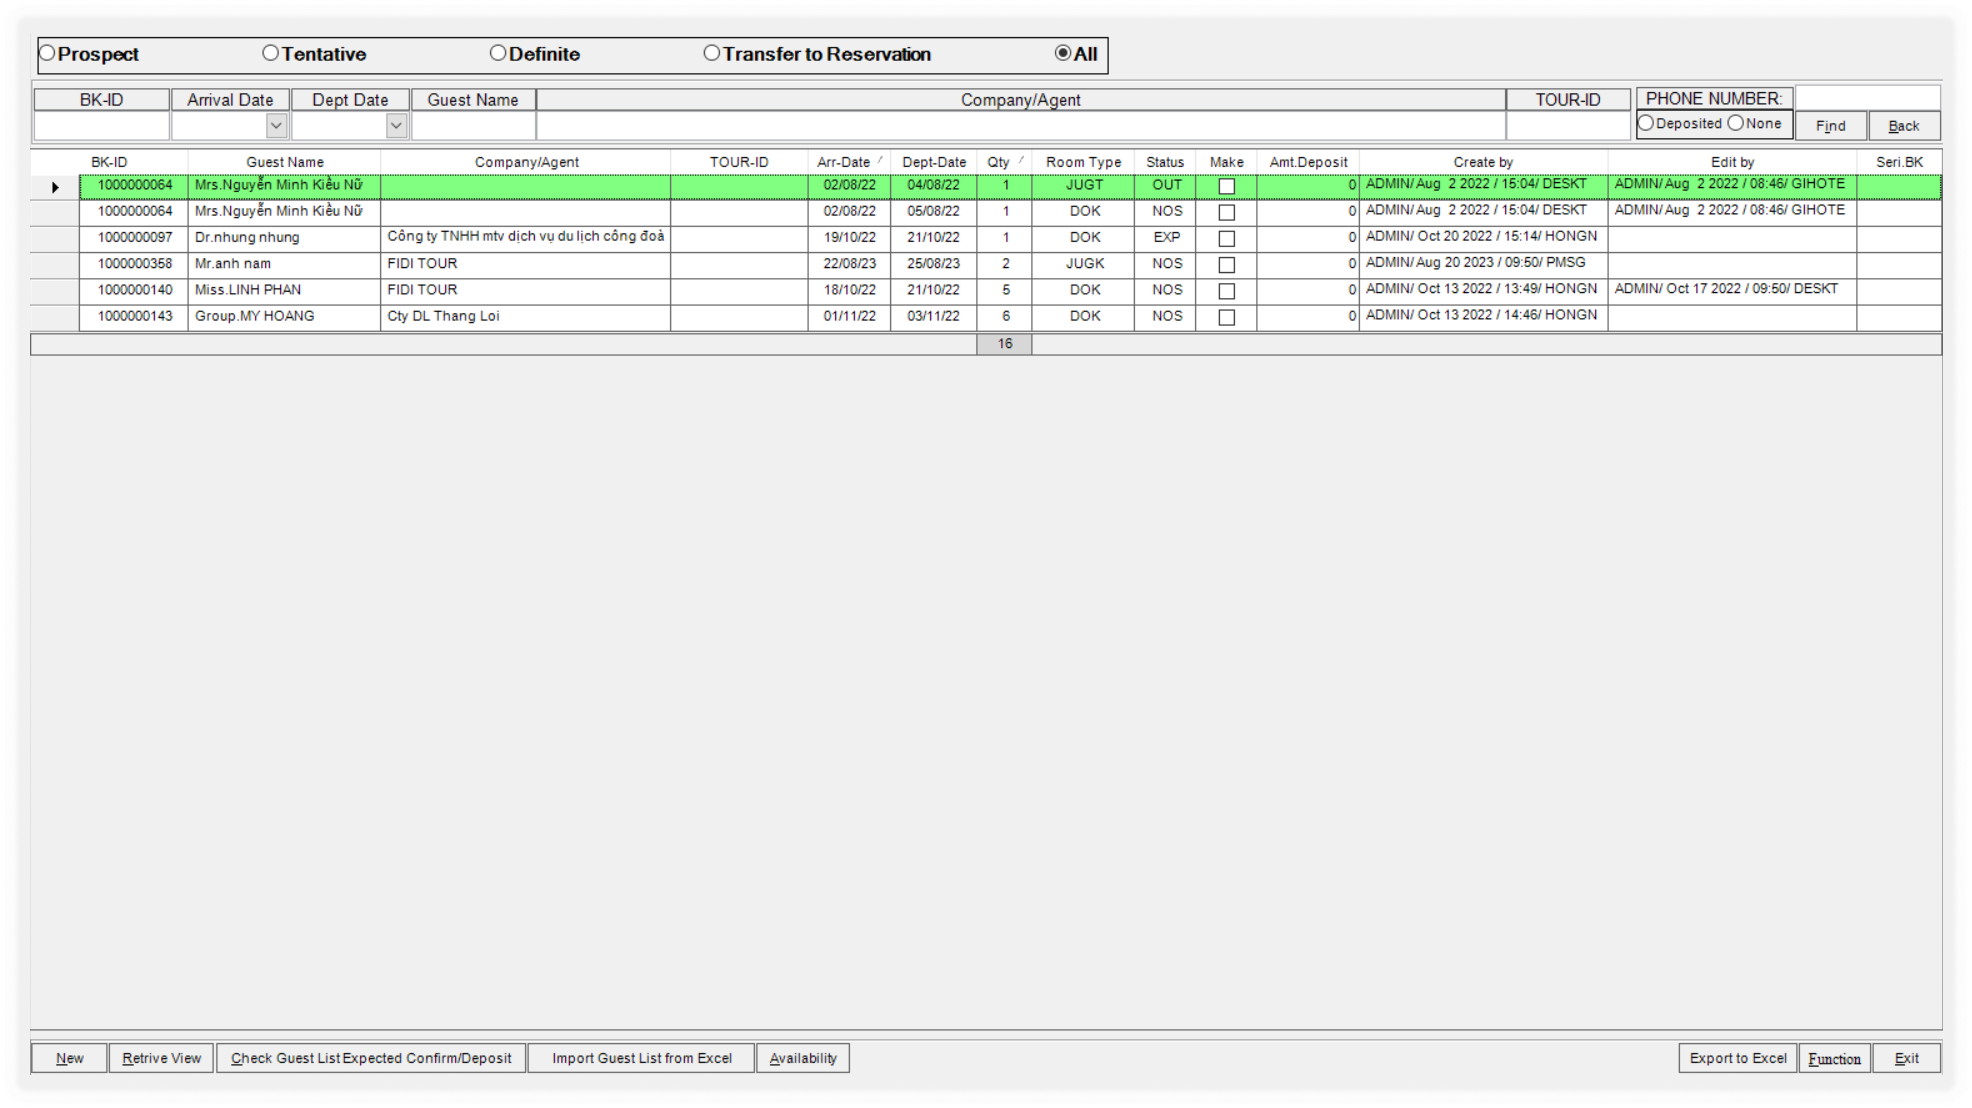 Prospect Tentative Definite Transfer to Reservation All
BK-ID Arrival Date Dept Date Guest Name Company/Agent TOUR-ID PHONE NUMBER:
Deposited None Find Back
BK-ID Guest Name Company/Agent TOUR-ID Arr-Date Dept-Date Qty Room Type Status Make Amt.Deposit Create by Edit by Seri.BK
1000000064 Mrs.Nguyễn Minh Kiều Nữ 02/08/22 04/08/22 1 JUGT OUT 0 ADMIN/ Aug 2 2022 / 15:04/ DESKT ADMIN/ Aug 2 2022 / 08:46/ GIHOTE
1000000064 Mrs.Nguyễn Minh Kiều Nữ 02/08/22 05/08/22 1 DOK NOS 0 ADMIN/ Aug 2 2022 / 15:04/ DESKT ADMIN/ Aug 2 2022 / 08:46/ GIHOTE
1000000097 Dr.nhung nhung Công ty TNHH mtv dịch vụ du lịch công đoà 19/10/22 21/10/22 1 DOK EXP 0 ADMIN/ Oct 20 2022 / 15:14/ HONGN
1000000358 Mr.anh nam FIDI TOUR 22/08/23 25/08/23 2 JUGK NOS 0 ADMIN/ Aug 20 2023 / 09:50/ PMSG
1000000140 Miss.LINH PHAN FIDI TOUR 18/10/22 21/10/22 5 DOK NOS 0 ADMIN/ Oct 13 2022 / 13:49/ HONGN ADMIN/ Oct 17 2022 / 09:50/ DESKT
1000000143 Group.MY HOANG Cty DL Thang Loi 01/11/22 03/11/22 6 DOK NOS 0 ADMIN/ Oct 13 2022 / 14:46/ HONGN
16
New Retrive View Check Guest List Expected Confirm/Deposit Import Guest List from Excel Availability Export to Excel Function Exit